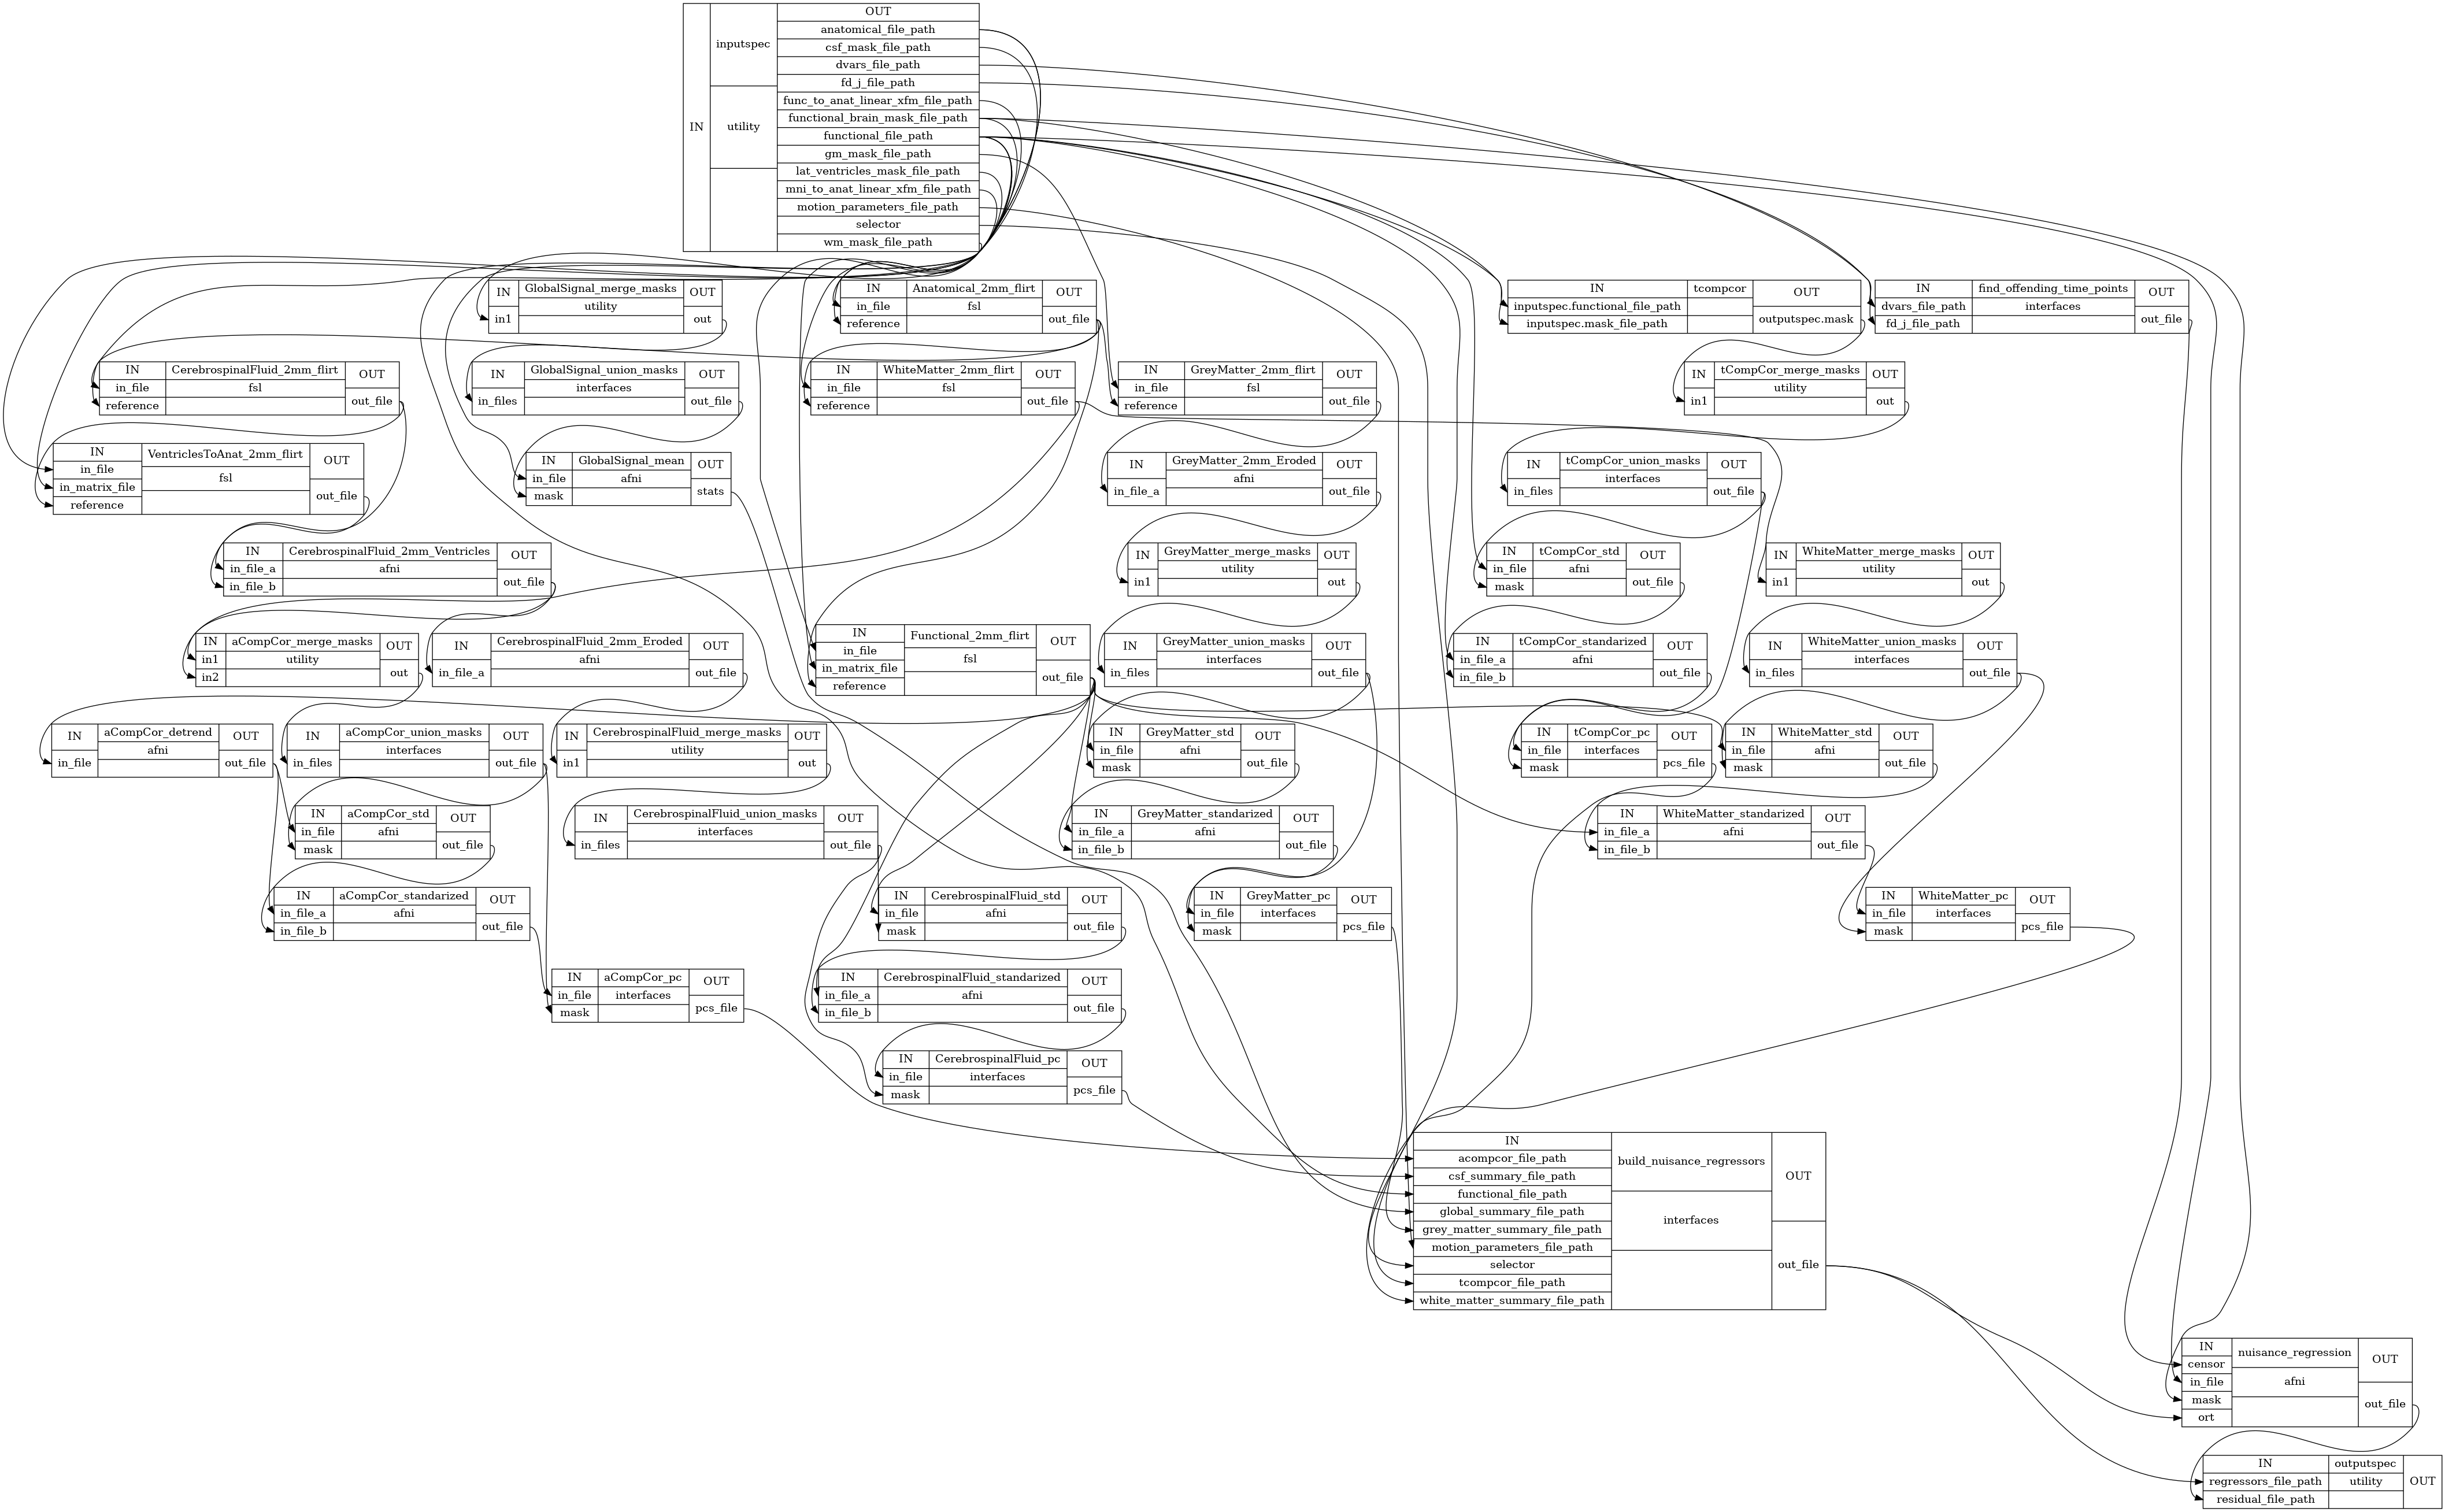 IN
inputspec
utility
OUT
anatomical_file_path
csf_mask_file_path
dvars_file_path
fd_j_file_path
func_to_anat_linear_xfm_file_path
functional_brain_mask_file_path
functional_file_path
gm_mask_file_path
lat_ventricles_mask_file_path
mni_to_anat_linear_xfm_file_path
motion_parameters_file_path
selector
wm_mask_file_path
IN
in1
GlobalSignal_merge_masks
utility
OUT
out
IN
in_file
reference
Anatomical_2mm_flirt
fsl
OUT
out_file
IN
inputspec.functional_file_path
inputspec.mask_file_path
tcompcor
OUT
outputspec.mask
IN
dvars_file_path
fd_j_file_path
find_offending_time_points
interfaces
OUT
out_file
IN
in_file
reference
CerebrospinalFluid_2mm_flirt
fsl
OUT
out_file
IN
in_files
GlobalSignal_union_masks
interfaces
OUT
out_file
IN
in_file
reference
WhiteMatter_2mm_flirt
fsl
OUT
out_file
IN
in_file
reference
GreyMatter_2mm_flirt
fsl
OUT
out_file
IN
in1
tCompCor_merge_masks
utility
OUT
out
IN
in_file
in_matrix_file
reference
VentriclesToAnat_2mm_flirt
fsl
OUT
out_file
IN
in_file
mask
GlobalSignal_mean
afni
OUT
stats
IN
in_file_a
GreyMatter_2mm_Eroded
afni
OUT
out_file
IN
in_files
tCompCor_union_masks
interfaces
OUT
out_file
IN
in_file_a
in_file_b
CerebrospinalFluid_2mm_Ventricles
afni
OUT
out_file
IN
in1
GreyMatter_merge_masks
utility
OUT
out
IN
in_file
mask
tCompCor_std
afni
OUT
out_file
IN
in1
WhiteMatter_merge_masks
utility
OUT
out
IN
in1
in2
aCompCor_merge_masks
utility
OUT
out
IN
in_file_a
CerebrospinalFluid_2mm_Eroded
afni
OUT
out_file
IN
in_file
in_matrix_file
reference
Functional_2mm_flirt
fsl
OUT
out_file
IN
in_files
GreyMatter_union_masks
interfaces
OUT
out_file
IN
in_file_a
in_file_b
tCompCor_standarized
afni
OUT
out_file
IN
in_files
WhiteMatter_union_masks
interfaces
OUT
out_file
IN
in_file
aCompCor_detrend
afni
OUT
out_file
IN
in_files
aCompCor_union_masks
interfaces
OUT
out_file
IN
in1
CerebrospinalFluid_merge_masks
utility
OUT
out
IN
in_file
mask
GreyMatter_std
afni
OUT
out_file
IN
in_file
mask
tCompCor_pc
interfaces
OUT
pcs_file
IN
in_file
mask
WhiteMatter_std
afni
OUT
out_file
IN
in_file
mask
aCompCor_std
afni
OUT
out_file
IN
in_files
CerebrospinalFluid_union_masks
interfaces
OUT
out_file
IN
in_file_a
in_file_b
GreyMatter_standarized
afni
OUT
out_file
IN
in_file_a
in_file_b
WhiteMatter_standarized
afni
OUT
out_file
IN
in_file_a
in_file_b
aCompCor_standarized
afni
OUT
out_file
IN
in_file
mask
CerebrospinalFluid_std
afni
OUT
out_file
IN
in_file
mask
GreyMatter_pc
interfaces
OUT
pcs_file
IN
in_file
mask
WhiteMatter_pc
interfaces
OUT
pcs_file
IN
in_file
mask
aCompCor_pc
interfaces
OUT
pcs_file
IN
in_file_a
in_file_b
CerebrospinalFluid_standarized
afni
OUT
out_file
IN
in_file
mask
CerebrospinalFluid_pc
interfaces
OUT
pcs_file
IN
acompcor_file_path
csf_summary_file_path
functional_file_path
global_summary_file_path
grey_matter_summary_file_path
motion_parameters_file_path
selector
tcompcor_file_path
white_matter_summary_file_path
build_nuisance_regressors
interfaces
OUT
out_file
IN
censor
in_file
mask
ort
nuisance_regression
afni
OUT
out_file
IN
regressors_file_path
residual_file_path
outputspec
utility
OUT